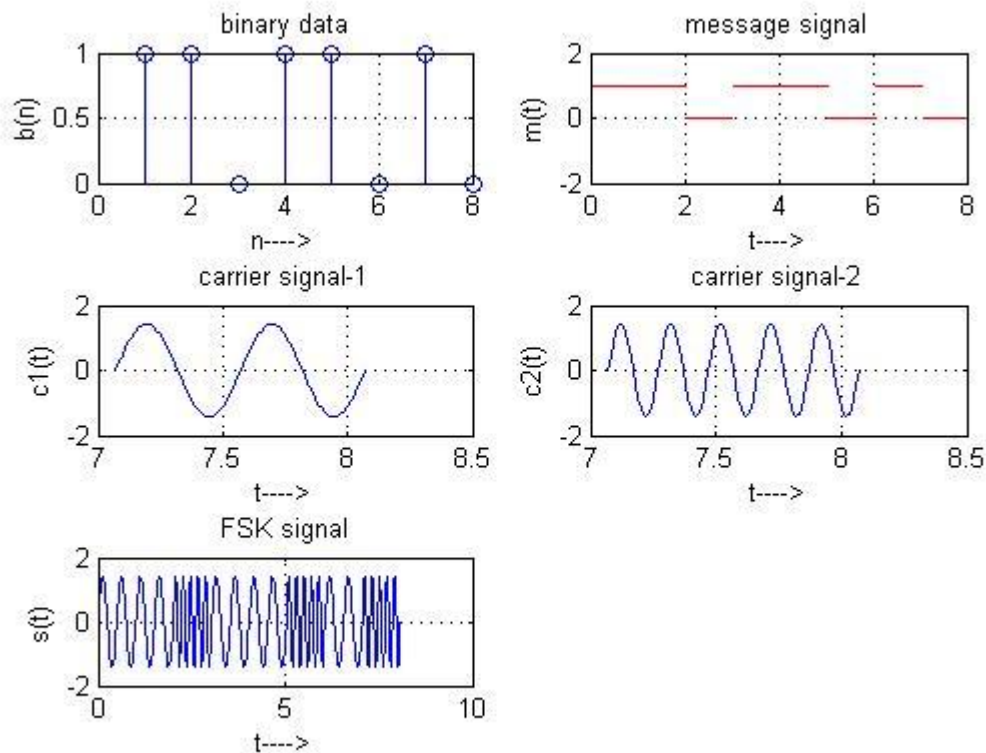 binary data
1
0.5
0
b(n)
0 2 4 6 8
n---->
message signal
2
0
-2
m(t)
0 2 4 6 8
t---->
carrier signal-1
2
0
-2
c1(t)
7 7.5 8 8.5
t---->
carrier signal-2
2
0
-2
c2(t)
7 7.5 8 8.5
t---->
FSK signal
2
0
-2
s(t)
0 5 10
t---->